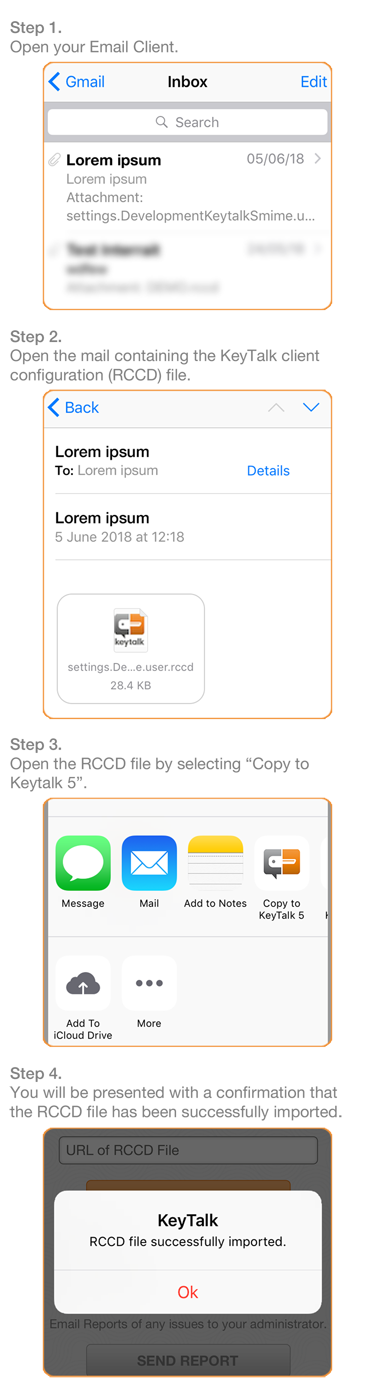 Step 1.
Open your Email Client.
Gmail Inbox Edit
Search
Lorem ipsum 05/06/18
Lorem ipsum
Attachment:
settings.DevelopmentKeytalkSmime.u...
Step 2.
Open the mail containing the KeyTalk client
configuration (RCCD) file.
Back
Lorem ipsum
To: Lorem ipsum Details
Lorem ipsum
5 June 2018 at 12:18
keytalk
settings.De...e.user.rccd
28.4 KB
Step 3.
Open the RCCD file by selecting “Copy to
Keytalk 5”.
Message Mail Add to Notes Copy to
KeyTalk 5
Add To More
iCloud Drive
Step 4.
You will be presented with a confirmation that
the RCCD file has been successfully imported.
URL of RCCD File
KeyTalk
RCCD file successfully imported.
Ok
Email Reports of any issues to your administrator.
SEND REPORT